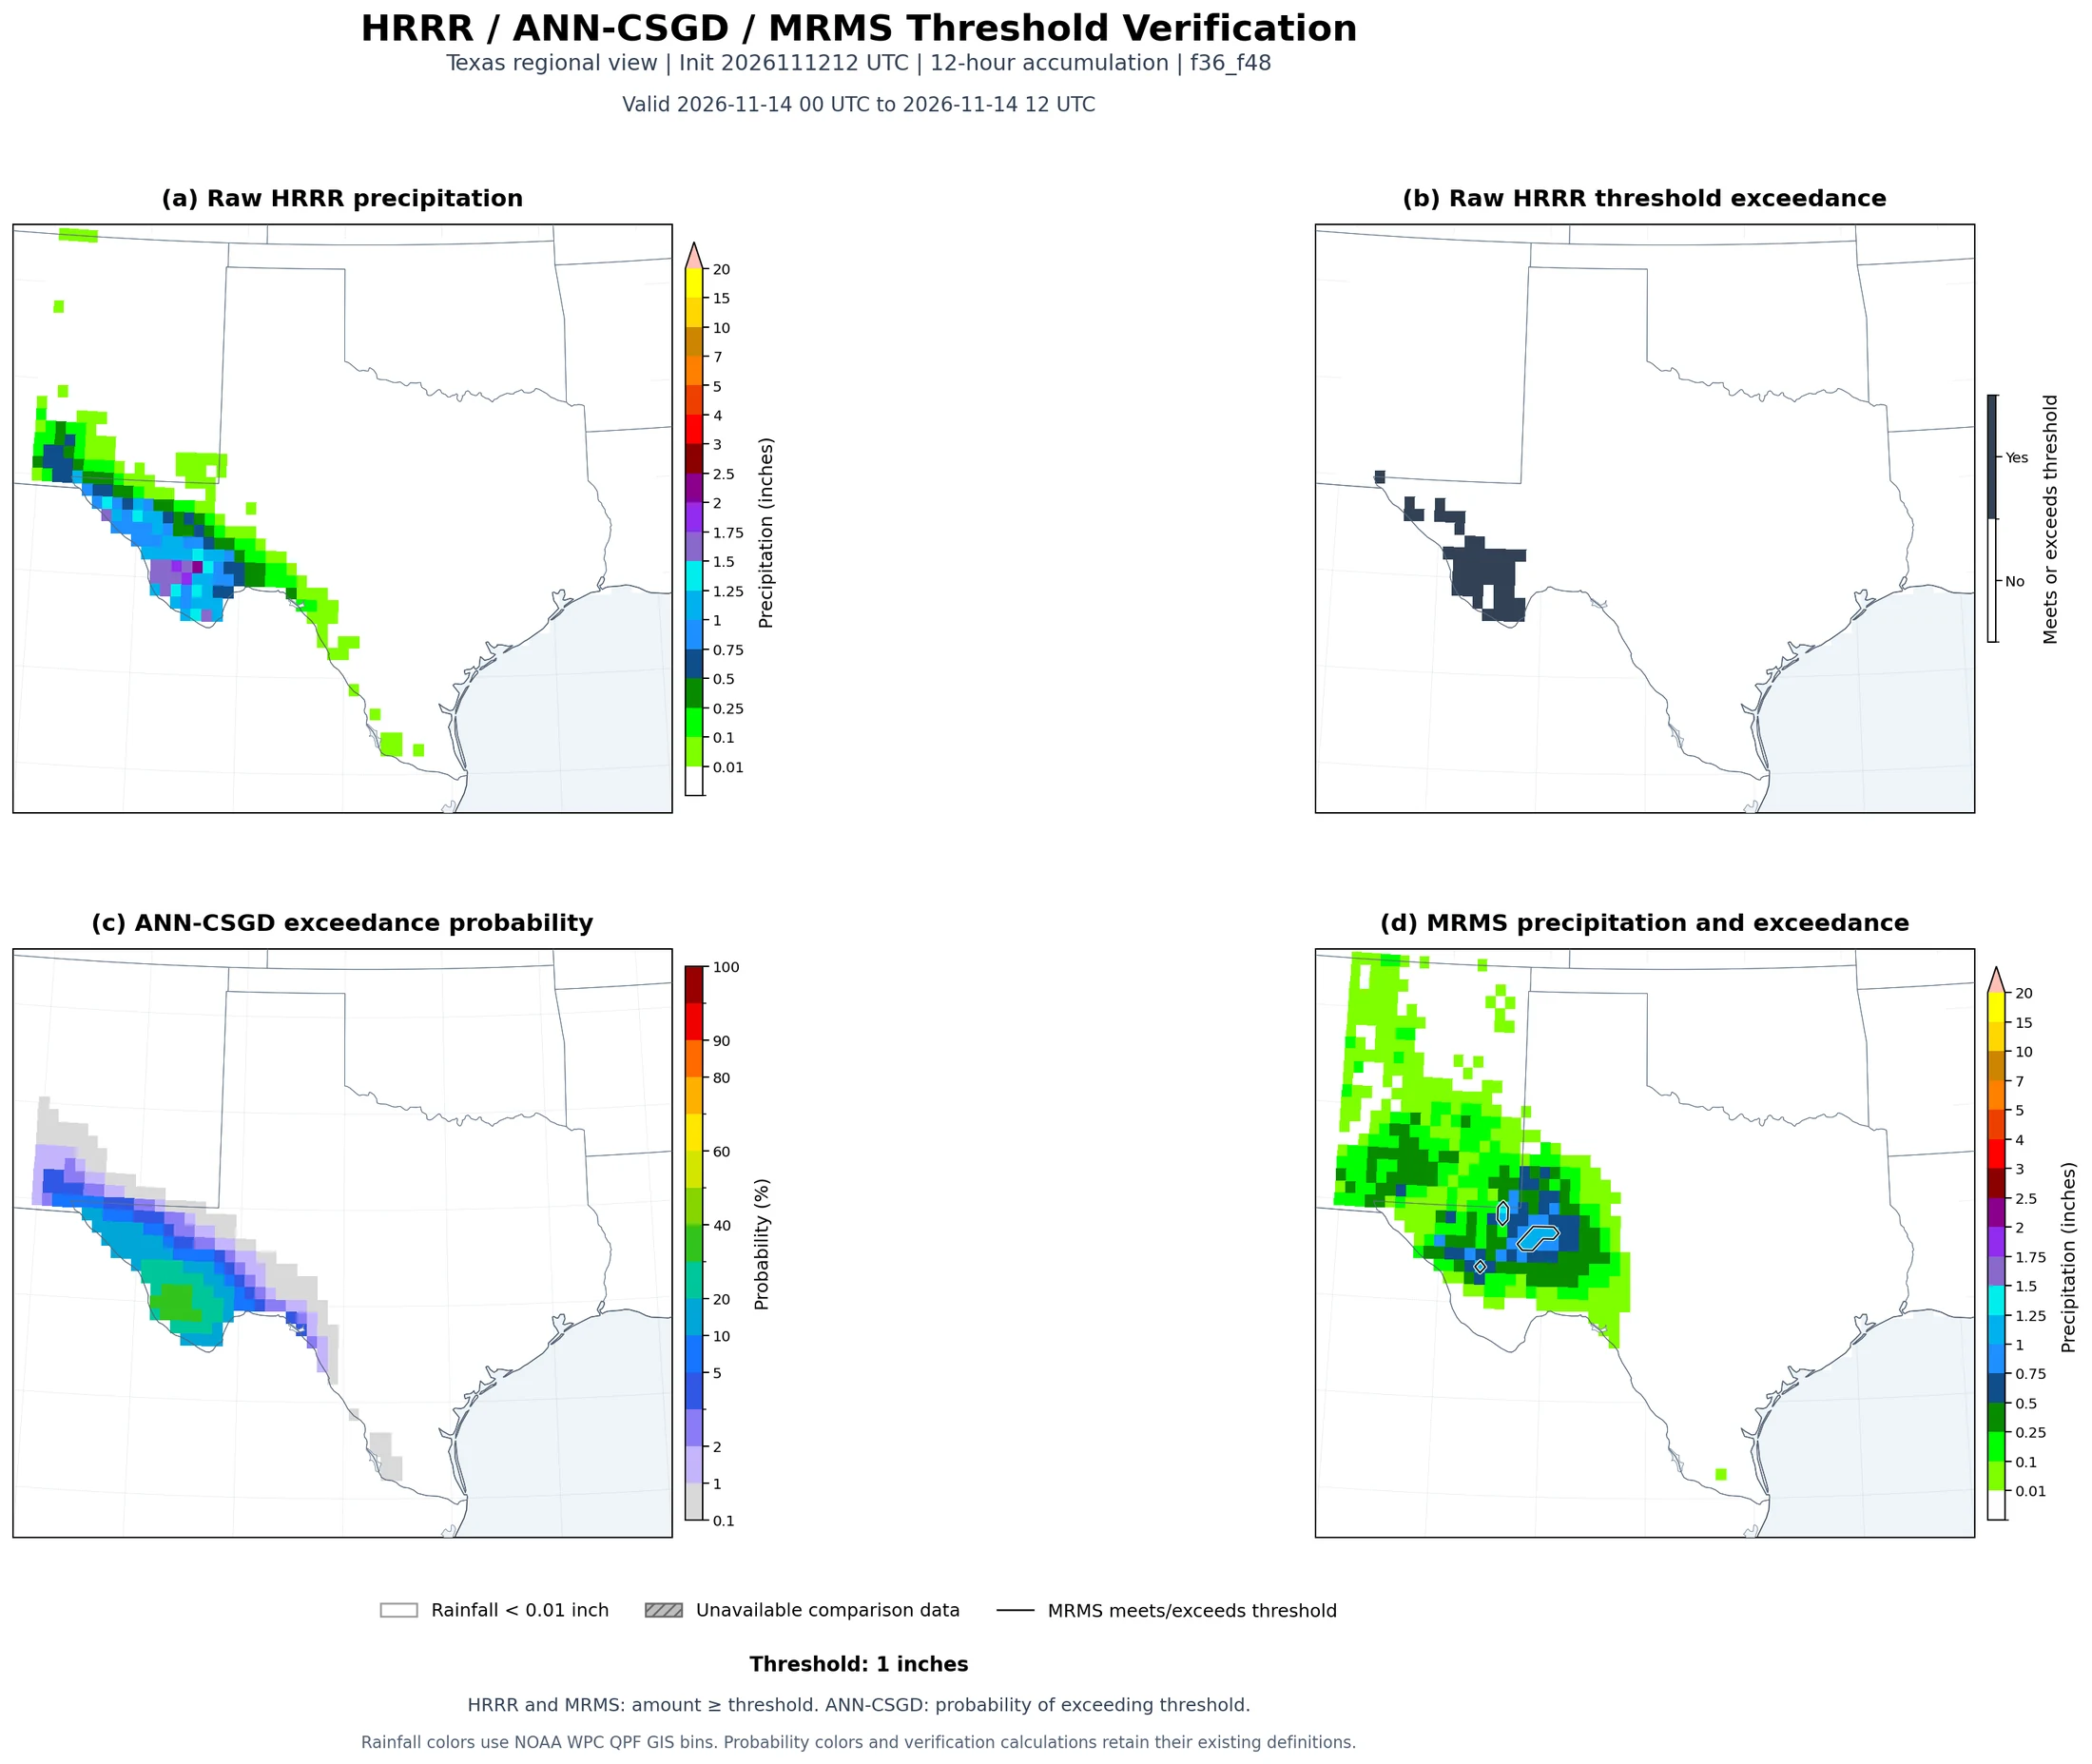 HRRR / ANN-CSGD / MRMS Threshold Verification
Texas regional view | Init 2026111212 UTC | 12-hour accumulation | f36_f48
Valid 2026-11-14 00 UTC to 2026-11-14 12 UTC
(a) Raw HRRR precipitation
20
15
10
7
5
4
3
2.5
2
1.75
1.5
1.25
1
0.75
0.5
0.25
0.1
0.01
Precipitation (inches)
(b) Raw HRRR threshold exceedance
Yes
No
Meets or exceeds threshold
(c) ANN-CSGD exceedance probability
100
90
80
60
40
20
10
5
2
1
0.1
Probability (%)
(d) MRMS precipitation and exceedance
20
15
10
7
5
4
3
2.5
2
1.75
1.5
1.25
1
0.75
0.5
0.25
0.1
0.01
Precipitation (inches)
Rainfall < 0.01 inch
Unavailable comparison data
MRMS meets/exceeds threshold
Threshold: 1 inches
HRRR and MRMS: amount ≥ threshold. ANN-CSGD: probability of exceeding threshold.
Rainfall colors use NOAA WPC QPF GIS bins. Probability colors and verification calculations retain their existing definitions.